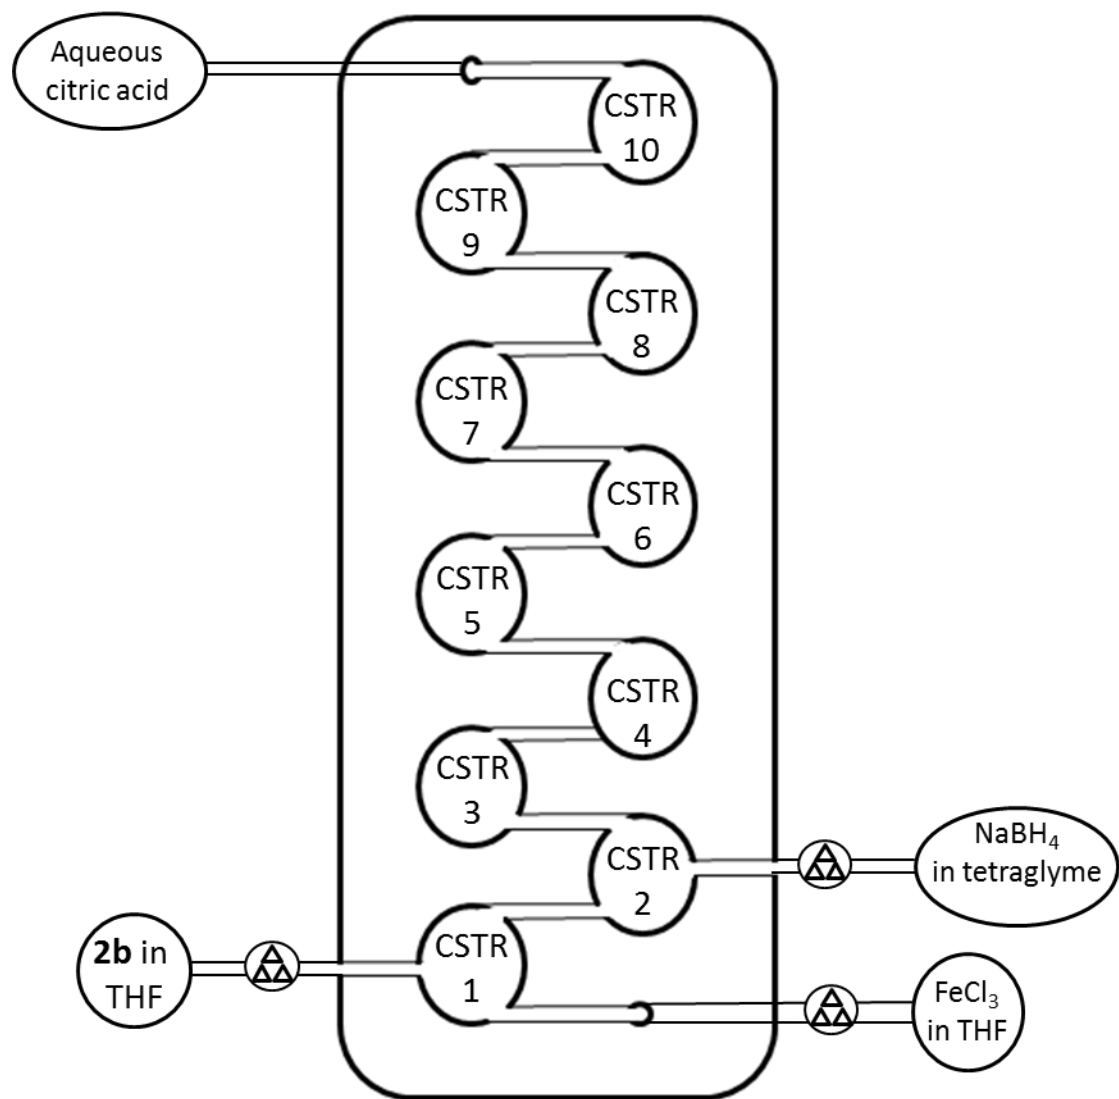 Aqueous
citric acid
CSTR
10
CSTR
9
CSTR
8
CSTR
7
CSTR
6
CSTR
5
CSTR
4
CSTR
3
CSTR
2
NaBH₄
in tetraglyme
CSTR
1
2b in
THF
FeCl₃
in THF